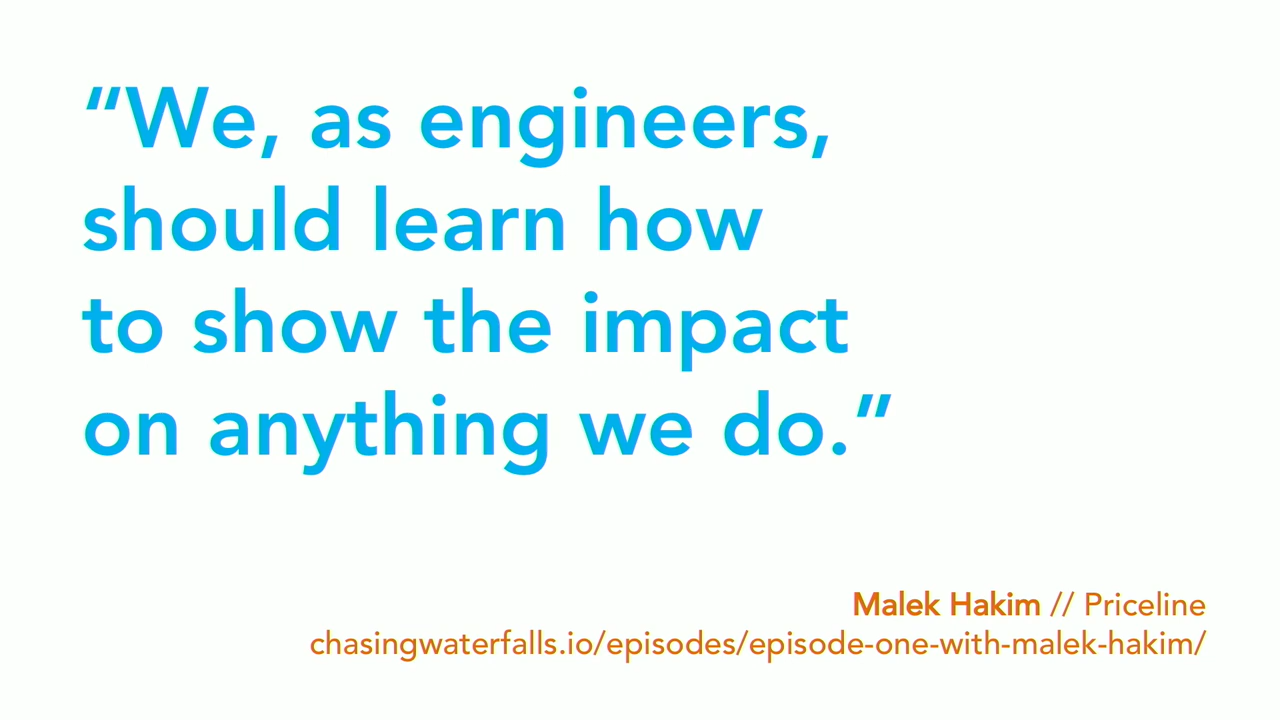 “We, as engineers,
should learn how
to show the impact
on anything we do.”
Malek Hakim // Priceline
chasingwaterfalls.io/episodes/episode-one-with-malek-hakim/